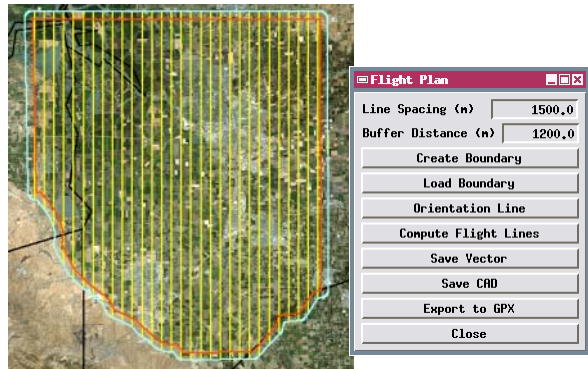 Flight Plan
Line Spacing (m) 1500.0
Buffer Distance (m) 1200.0
Create Boundary
Load Boundary
Orientation Line
Compute Flight Lines
Save Vector
Save CAD
Export to GPX
Close